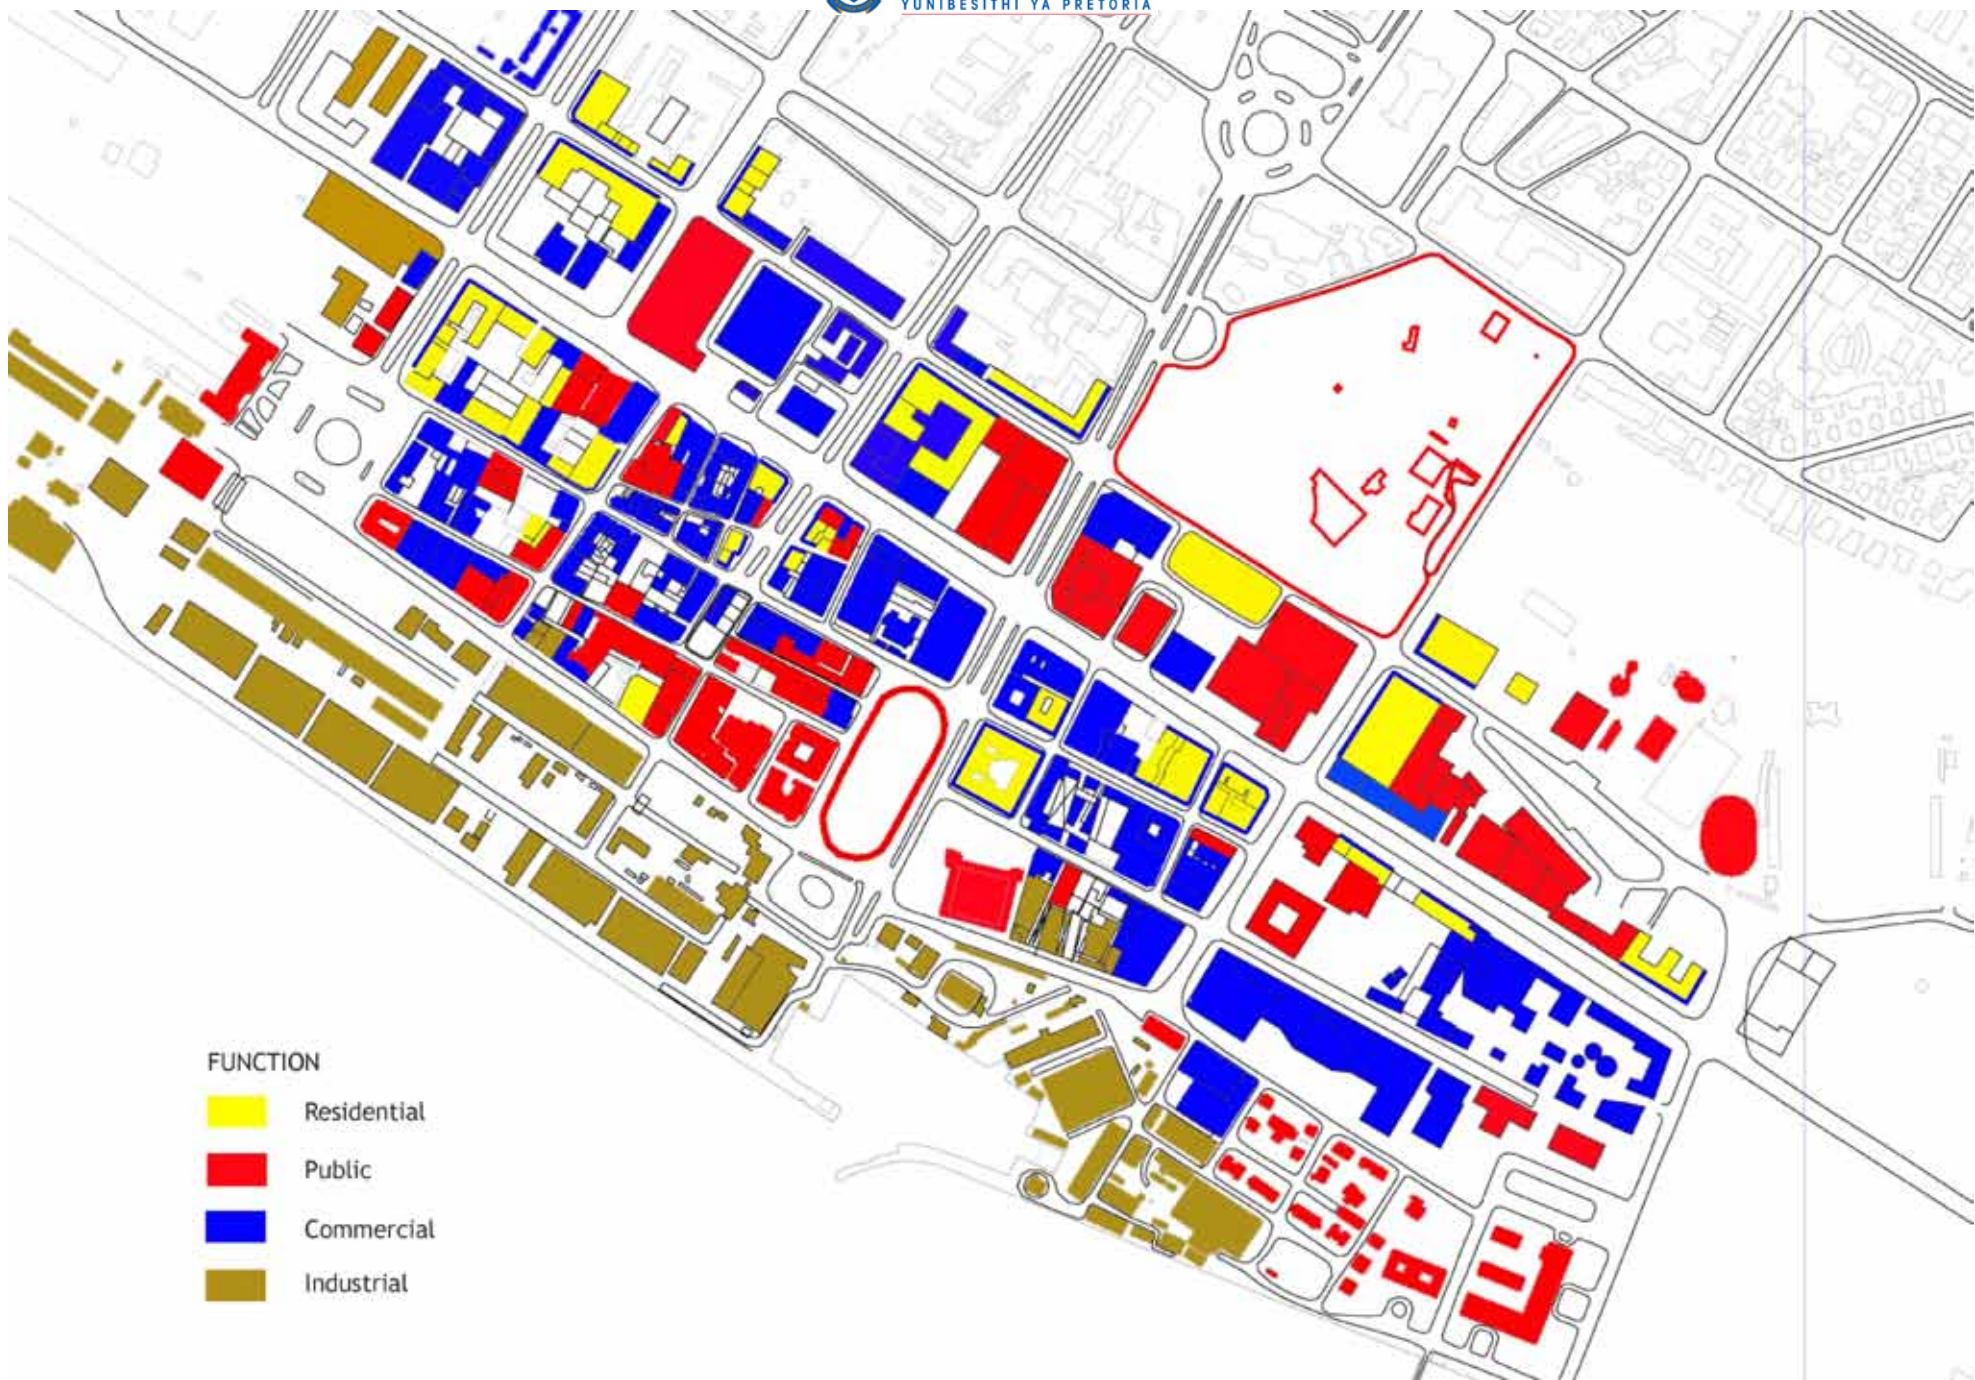 YUNIBESITHI YA PRETORIA
FUNCTION
Residential
Public
Commercial
Industrial